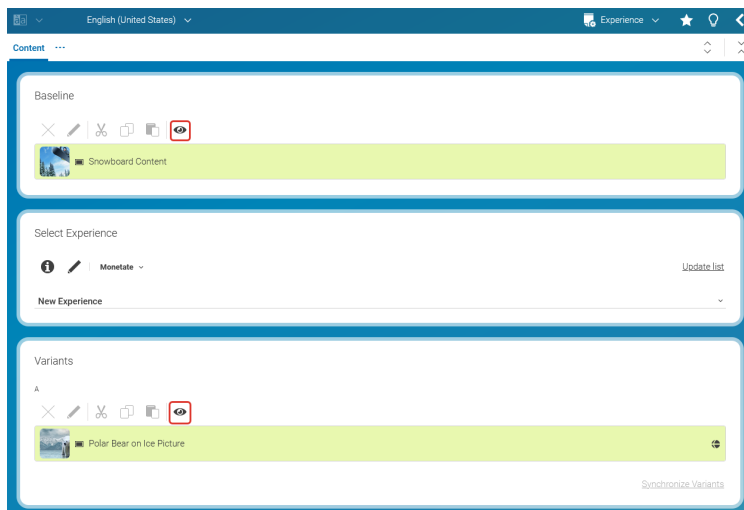 English (United States) Experience
Content ...
Baseline
Snowboard Content
Select Experience
Monetate Update list
New Experience
Variants
A
Polar Bear on Ice Picture
Synchronize Variants